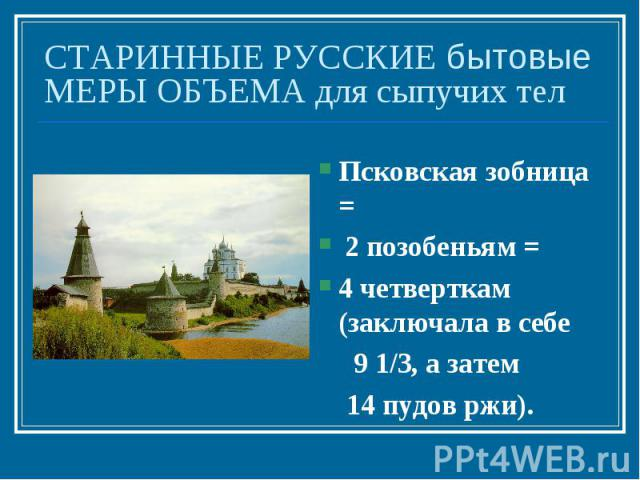 СТАРИННЫЕ РУССКИЕ бытовые
МЕРЫ ОБЪЕМА для сыпучих тел
Псковская зобница
=
2 позобеньям =
4 четверткам
(заключала в себе
9 1/3, а затем
14 пудов ржи).
PPt4WEB.ru